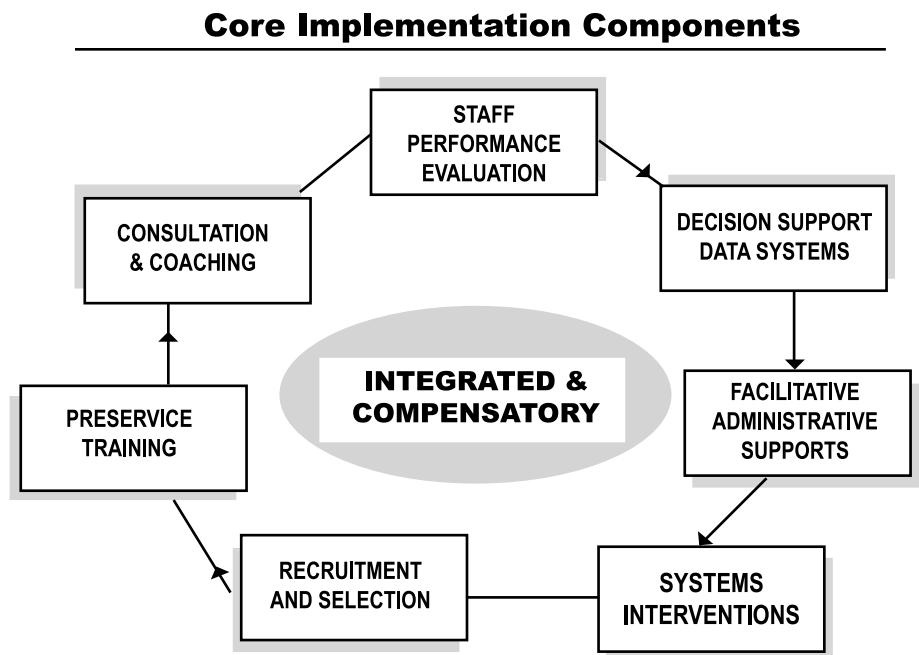 Core Implementation Components
STAFF
PERFORMANCE
EVALUATION
CONSULTATION
& COACHING
DECISION SUPPORT
DATA SYSTEMS
INTEGRATED &
COMPENSATORY
PRESERVICE
TRAINING
FACILITATIVE
ADMINISTRATIVE
SUPPORTS
RECRUITMENT
AND SELECTION
SYSTEMS
INTERVENTIONS